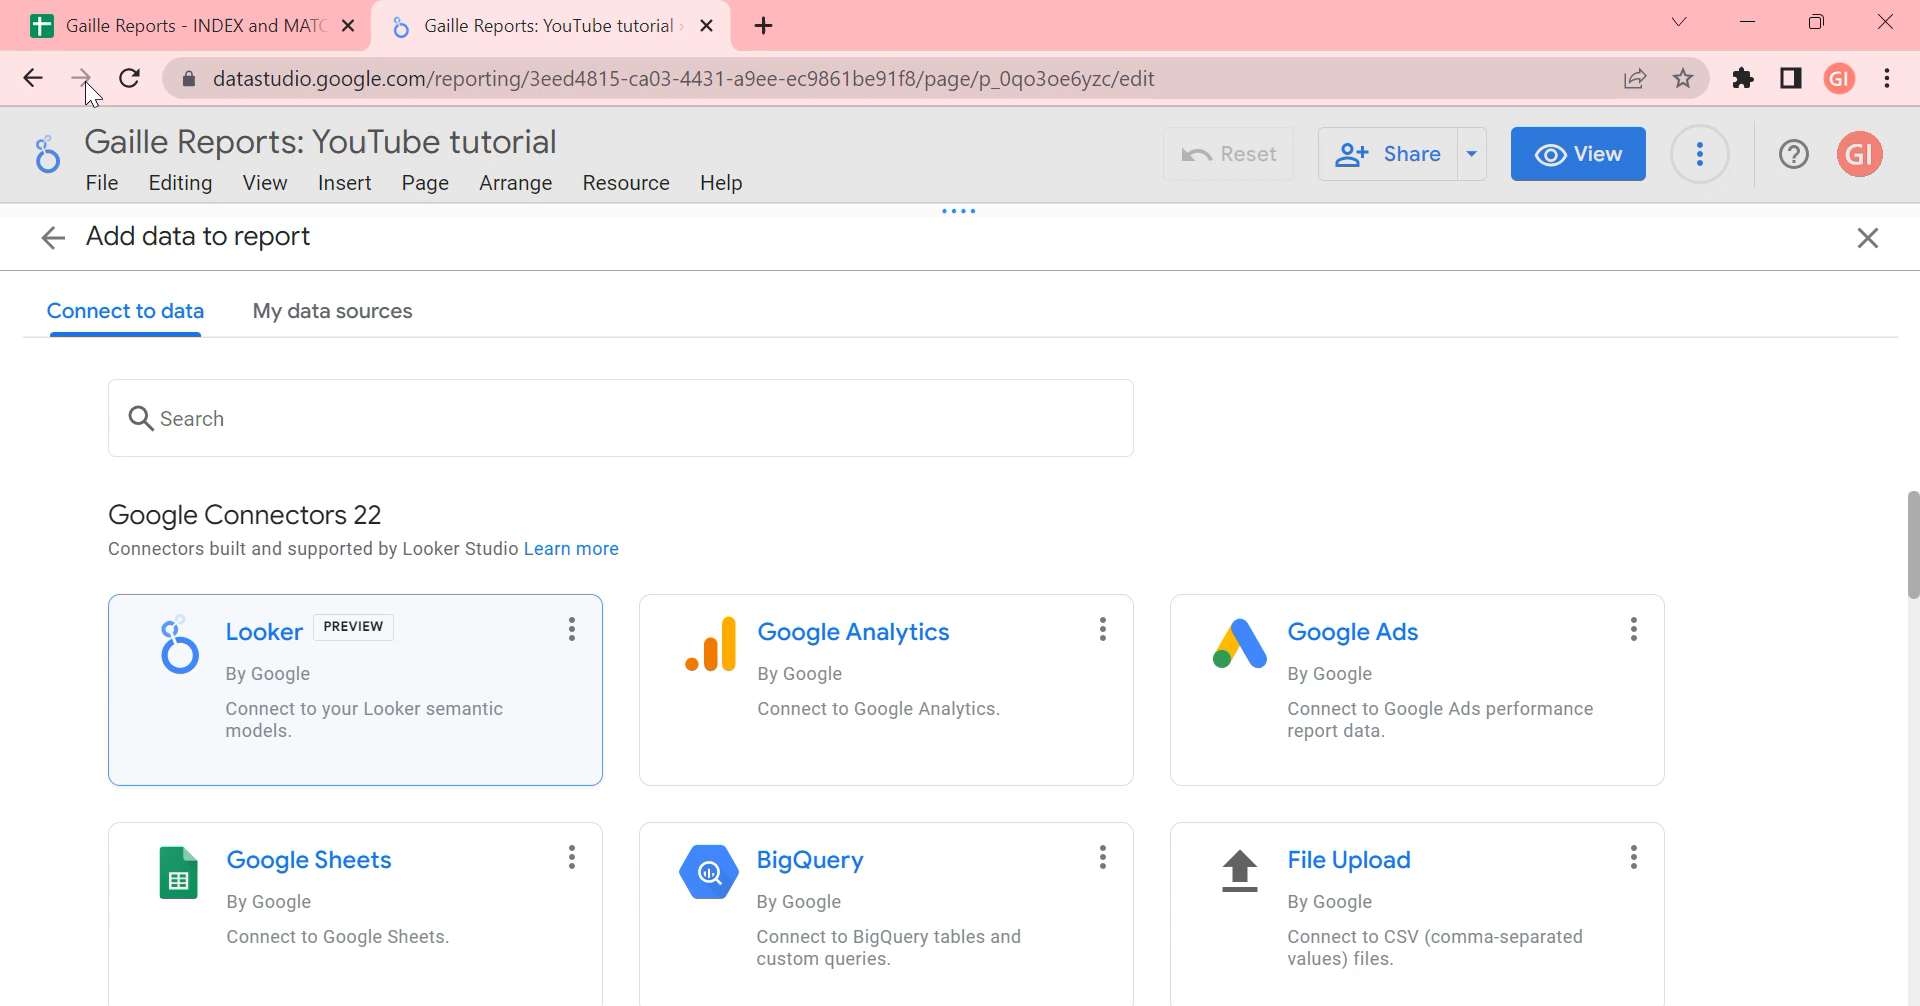 Gaille Reports - INDEX and MATC
Gaille Reports: YouTube tutorial
datastudio.google.com/reporting/3eed4815-ca03-4431-a9ee-ec9861be91f8/page/p_0qo3oe6yzc/edit
GI
Gaille Reports: YouTube tutorial
Reset
Share
View
GI
File Editing View Insert Page Arrange Resource Help
Add data to report
Connect to data My data sources
Search
Google Connectors 22
Connectors built and supported by Looker Studio Learn more
Looker PREVIEW
By Google
Connect to your Looker semantic
models.
Google Analytics
By Google
Connect to Google Analytics.
Google Ads
By Google
Connect to Google Ads performance
report data.
Google Sheets
By Google
Connect to Google Sheets.
BigQuery
By Google
Connect to BigQuery tables and
custom queries.
File Upload
By Google
Connect to CSV (comma-separated
values) files.